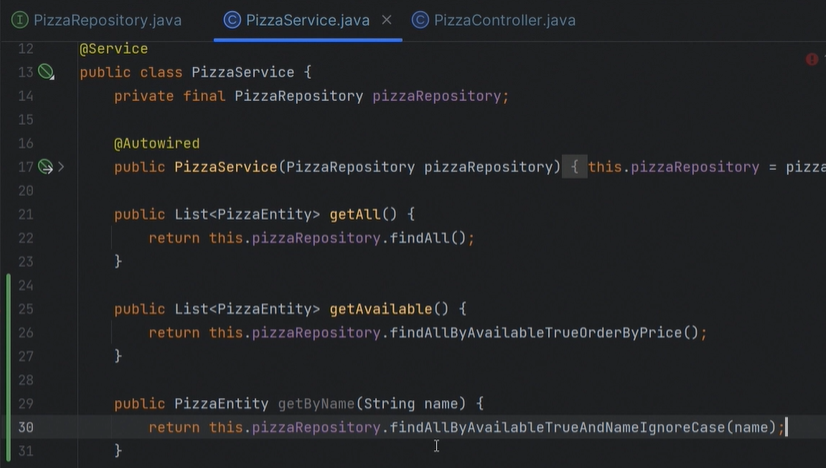 PizzaRepository.java PizzaService.java PizzaController.java
12 @Service
13 public class PizzaService {
14 private final PizzaRepository pizzaRepository;
15
16 @Autowired
17 public PizzaService(PizzaRepository pizzaRepository) { this.pizzaRepository = pizza
20
21 public List<PizzaEntity> getAll() {
22 return this.pizzaRepository.findAll();
23 }
24
25 public List<PizzaEntity> getAvailable() {
26 return this.pizzaRepository.findAllByAvailableTrueOrderByPrice();
27 }
28
29 public PizzaEntity getByName(String name) {
30 return this.pizzaRepository.findAllByAvailableTrueAndNameIgnoreCase(name);
31 }